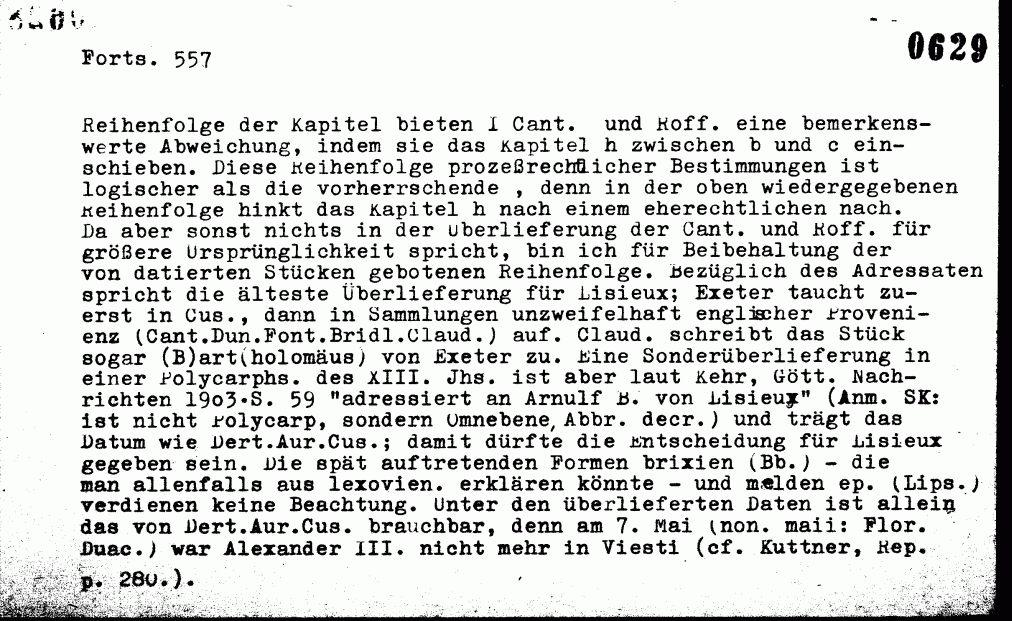 0629
Forts. 557
Reihenfolge der Kapitel bieten I Cant. und Roff. eine bemerkens-
werte Abweichung, indem sie das Kapitel h zwischen b und c ein-
schieben. Diese Reihenfolge prozeßrechtlicher Bestimmungen ist
logischer als die vorherrschende , denn in der oben wiedergegebenen
Reihenfolge hinkt das Kapitel h nach einem eherechtlichen nach.
Da aber sonst nichts in der Überlieferung der Cant. und Roff. für
größere Ursprünglichkeit spricht, bin ich für Beibehaltung der
von datierten Stücken gebotenen Reihenfolge. Bezüglich des Adressaten
spricht die älteste Überlieferung für Lisieux; Exeter taucht zu-
erst in Cus., dann in Sammlungen unzweifelhaft englischer Proveni-
enz (Cant.Dun.Font.Bridl.Claud.) auf. Claud. schreibt das Stück
sogar (B)art(holomäus) von Exeter zu. Eine Sonderüberlieferung in
einer Polycarphs. des XIII. Jhs. ist aber laut Kehr, Gött. Nach-
richten 1903.S. 59 "adressiert an Arnulf B. von Lisieux" (Anm. SK:
ist nicht Polycarp, sondern Omnebene, Abbr. decr.) und trägt das
Datum wie Dert.Aur.Cus.; damit dürfte die Entscheidung für Lisieux
gegeben sein. Die spät auftretenden Formen brixien (Bb.) - die
man allenfalls aus lexovien. erklären könnte - und melden ep. (Lips.)
verdienen keine Beachtung. Unter den überlieferten Daten ist allein
das von Dert.Aur.Cus. brauchbar, denn am 7. Mai (non. maii: Flor.
Duac.) war Alexander III. nicht mehr in Viesti (cf. Kuttner, Rep.
p. 280.).